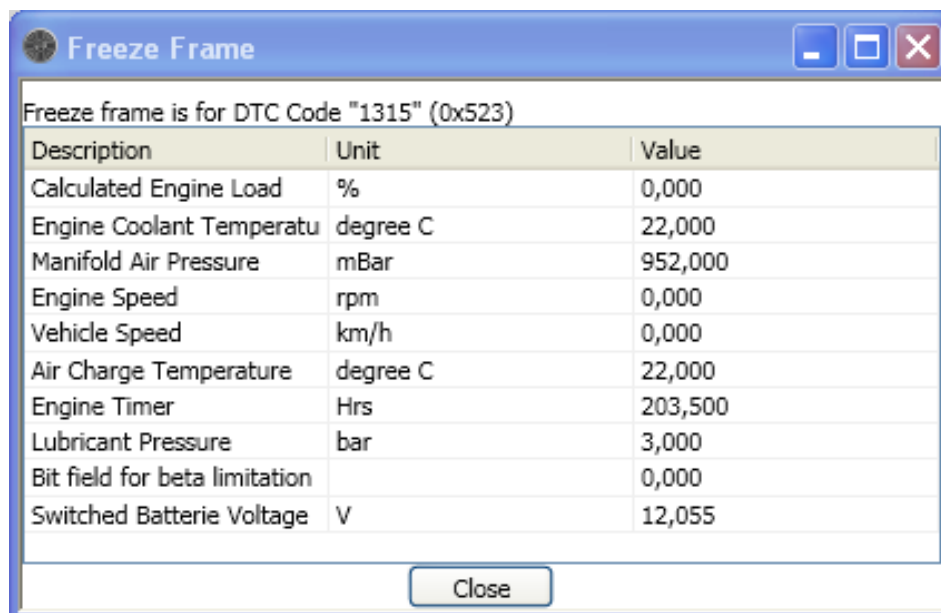 Freeze Frame
Freeze frame is for DTC Code "1315" (0x523)
Description Unit Value
Calculated Engine Load % 0,000
Engine Coolant Temperatu degree C 22,000
Manifold Air Pressure mBar 952,000
Engine Speed rpm 0,000
Vehicle Speed km/h 0,000
Air Charge Temperature degree C 22,000
Engine Timer Hrs 203,500
Lubricant Pressure bar 3,000
Bit field for beta limitation 0,000
Switched Batterie Voltage V 12,055
Close